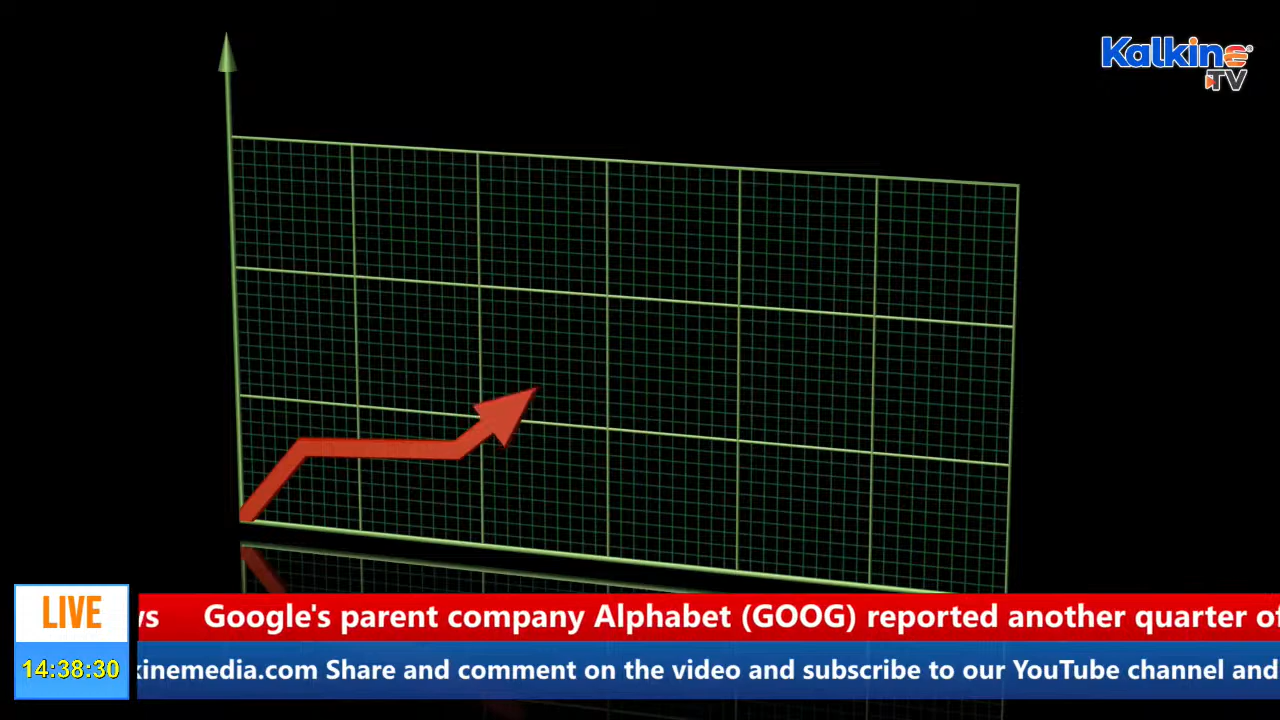 Kalkine
TV
LIVE
14:38:30
Google's parent company Alphabet (GOOG) reported another quarter
Share and comment on the video and subscribe to our YouTube channel and